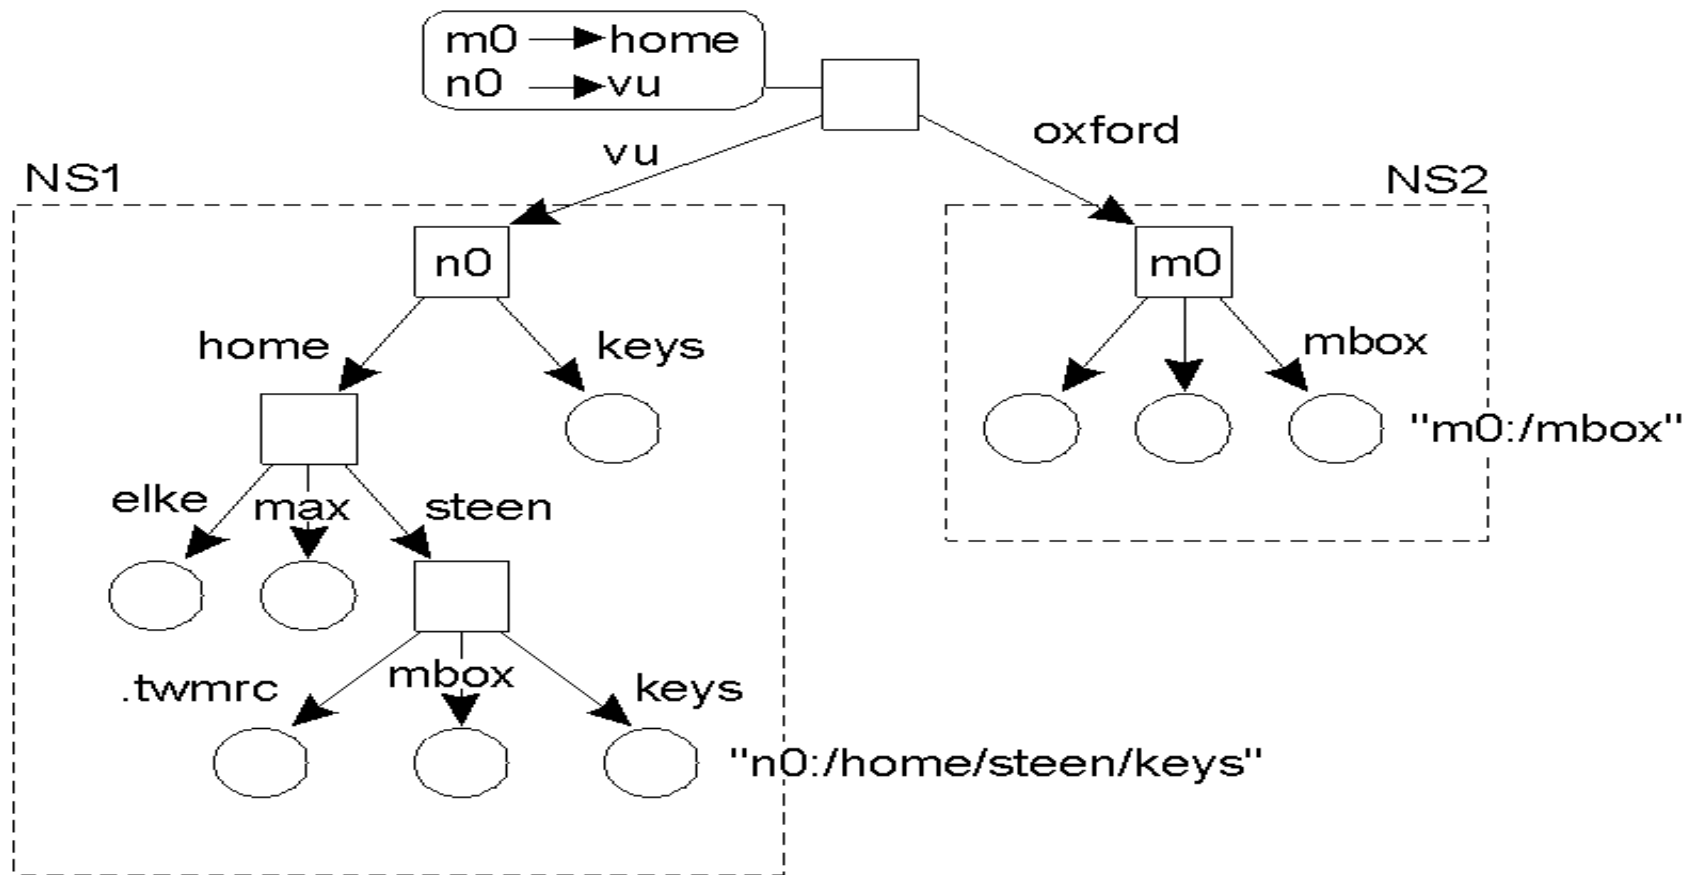 m0 → home
n0 → vu
oxford
vu
NS1
NS2
n0
m0
home
keys
mbox
"m0:/mbox"
elke
max
steen
.twmrc
mbox
keys
"n0:/home/steen/keys"